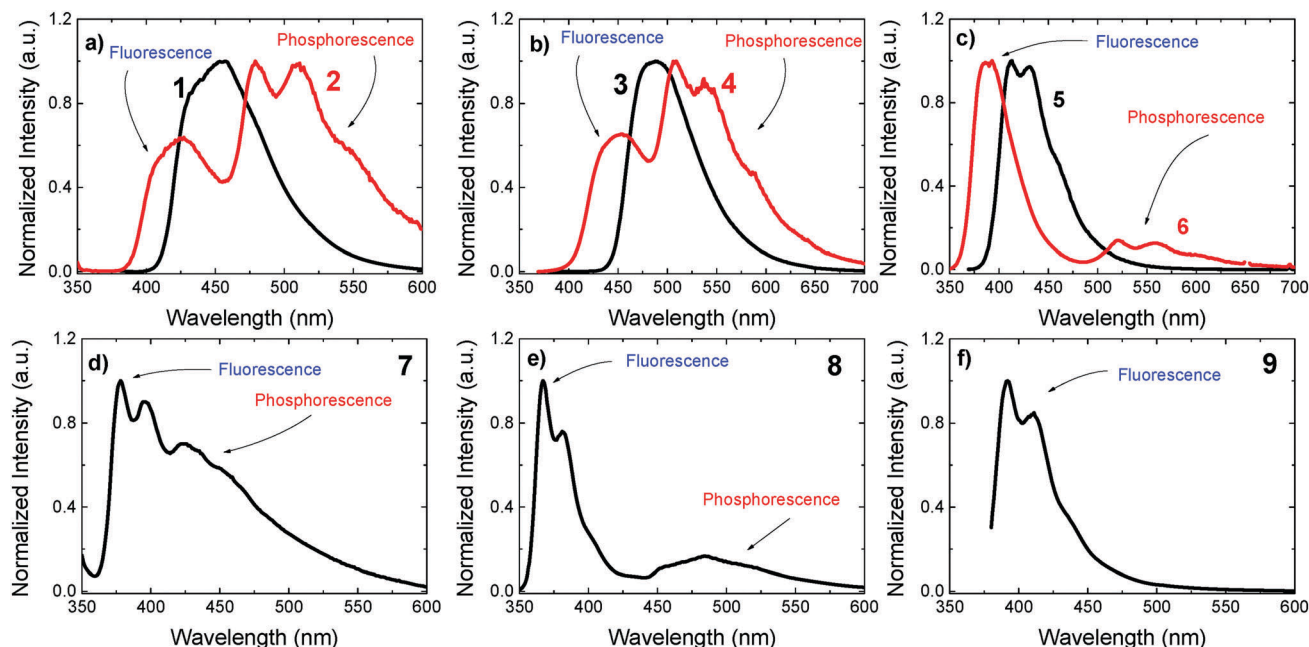 a)
Fluorescence
Phosphorescence
1
2
Normalized Intensity (a.u.)
1.2
1.0
0.8
0.4
0.0
350 400 450 500 550 600
Wavelength (nm)
b)
Fluorescence
Phosphorescence
3
4
Normalized Intensity (a.u.)
1.2
1.0
0.8
0.4
0.0
350 400 450 500 550 600 650 700
Wavelength (nm)
c)
Fluorescence
5
Phosphorescence
6
Normalized Intensity (a.u.)
1.2
1.0
0.8
0.4
0.0
350 400 450 500 550 600 650 700
Wavelength (nm)
d)
7
Fluorescence
Phosphorescence
Normalized Intensity (a.u.)
1.2
0.8
0.4
0.0
350 400 450 500 550 600
Wavelength (nm)
e)
8
Fluorescence
Phosphorescence
Normalized Intensity (a.u.)
1.2
0.8
0.4
0.0
350 400 450 500 550 600
Wavelength (nm)
f)
9
Fluorescence
Normalized Intensity (a.u.)
1.2
0.8
0.4
0.0
350 400 450 500 550 600
Wavelength (nm)